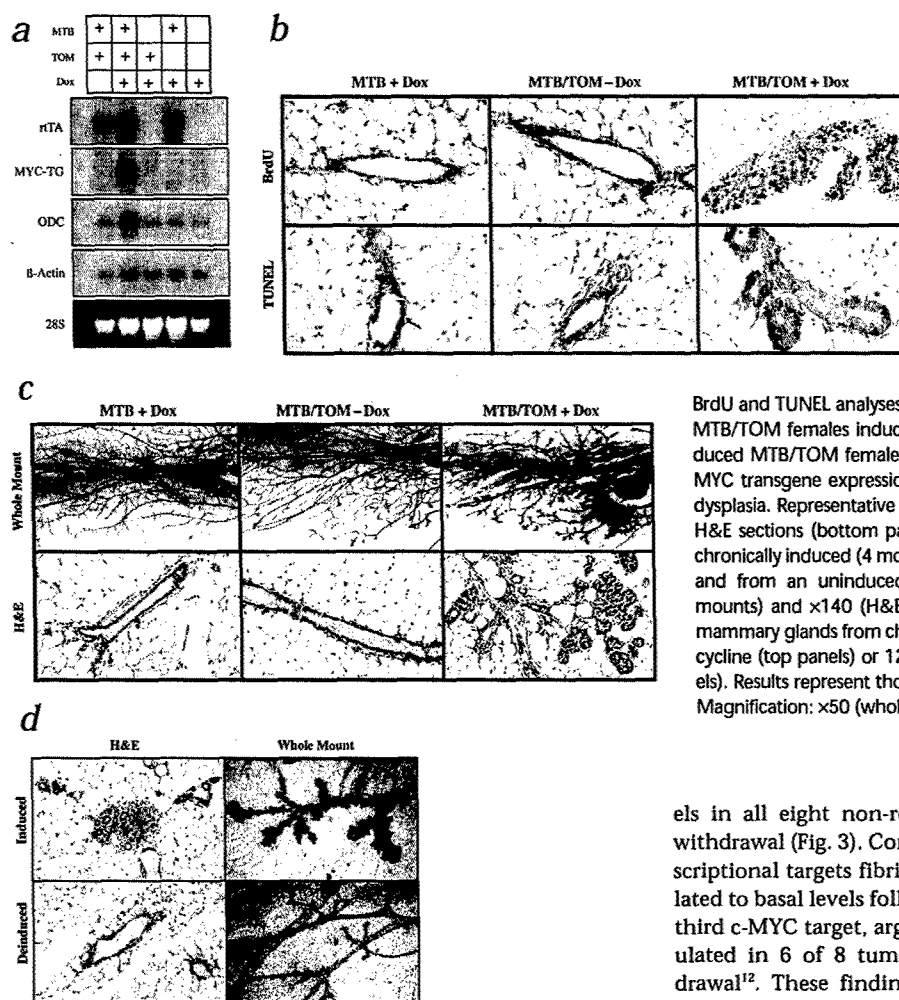 a
MTB + + +
TOM + + +
Dox + + + +
rtTA
MYC-TG
ODC
ß-Actin
28S
b
MTB + Dox MTB/TOM – Dox MTB/TOM + Dox
BrdU
TUNEL
c
MTB + Dox MTB/TOM – Dox MTB/TOM + Dox
Whole Mount
H&E
d
H&E Whole Mount
Induced
Deinduced
BrdU and TUNEL analyses
MTB/TOM females induc
duced MTB/TOM female
MYC transgene expressio
dysplasia. Representative
H&E sections (bottom pa
chronically induced (4 mo
and from an uninduced
mounts) and ×140 (H&E
mammary glands from ch
cycline (top panels) or 12
els). Results represent tho
Magnification: ×50 (whol
els in all eight non-re
withdrawal (Fig. 3). Con
scriptional targets fibri
lated to basal levels foll
third c-MYC target, arg
ulated in 6 of 8 tum
drawal¹². These findin